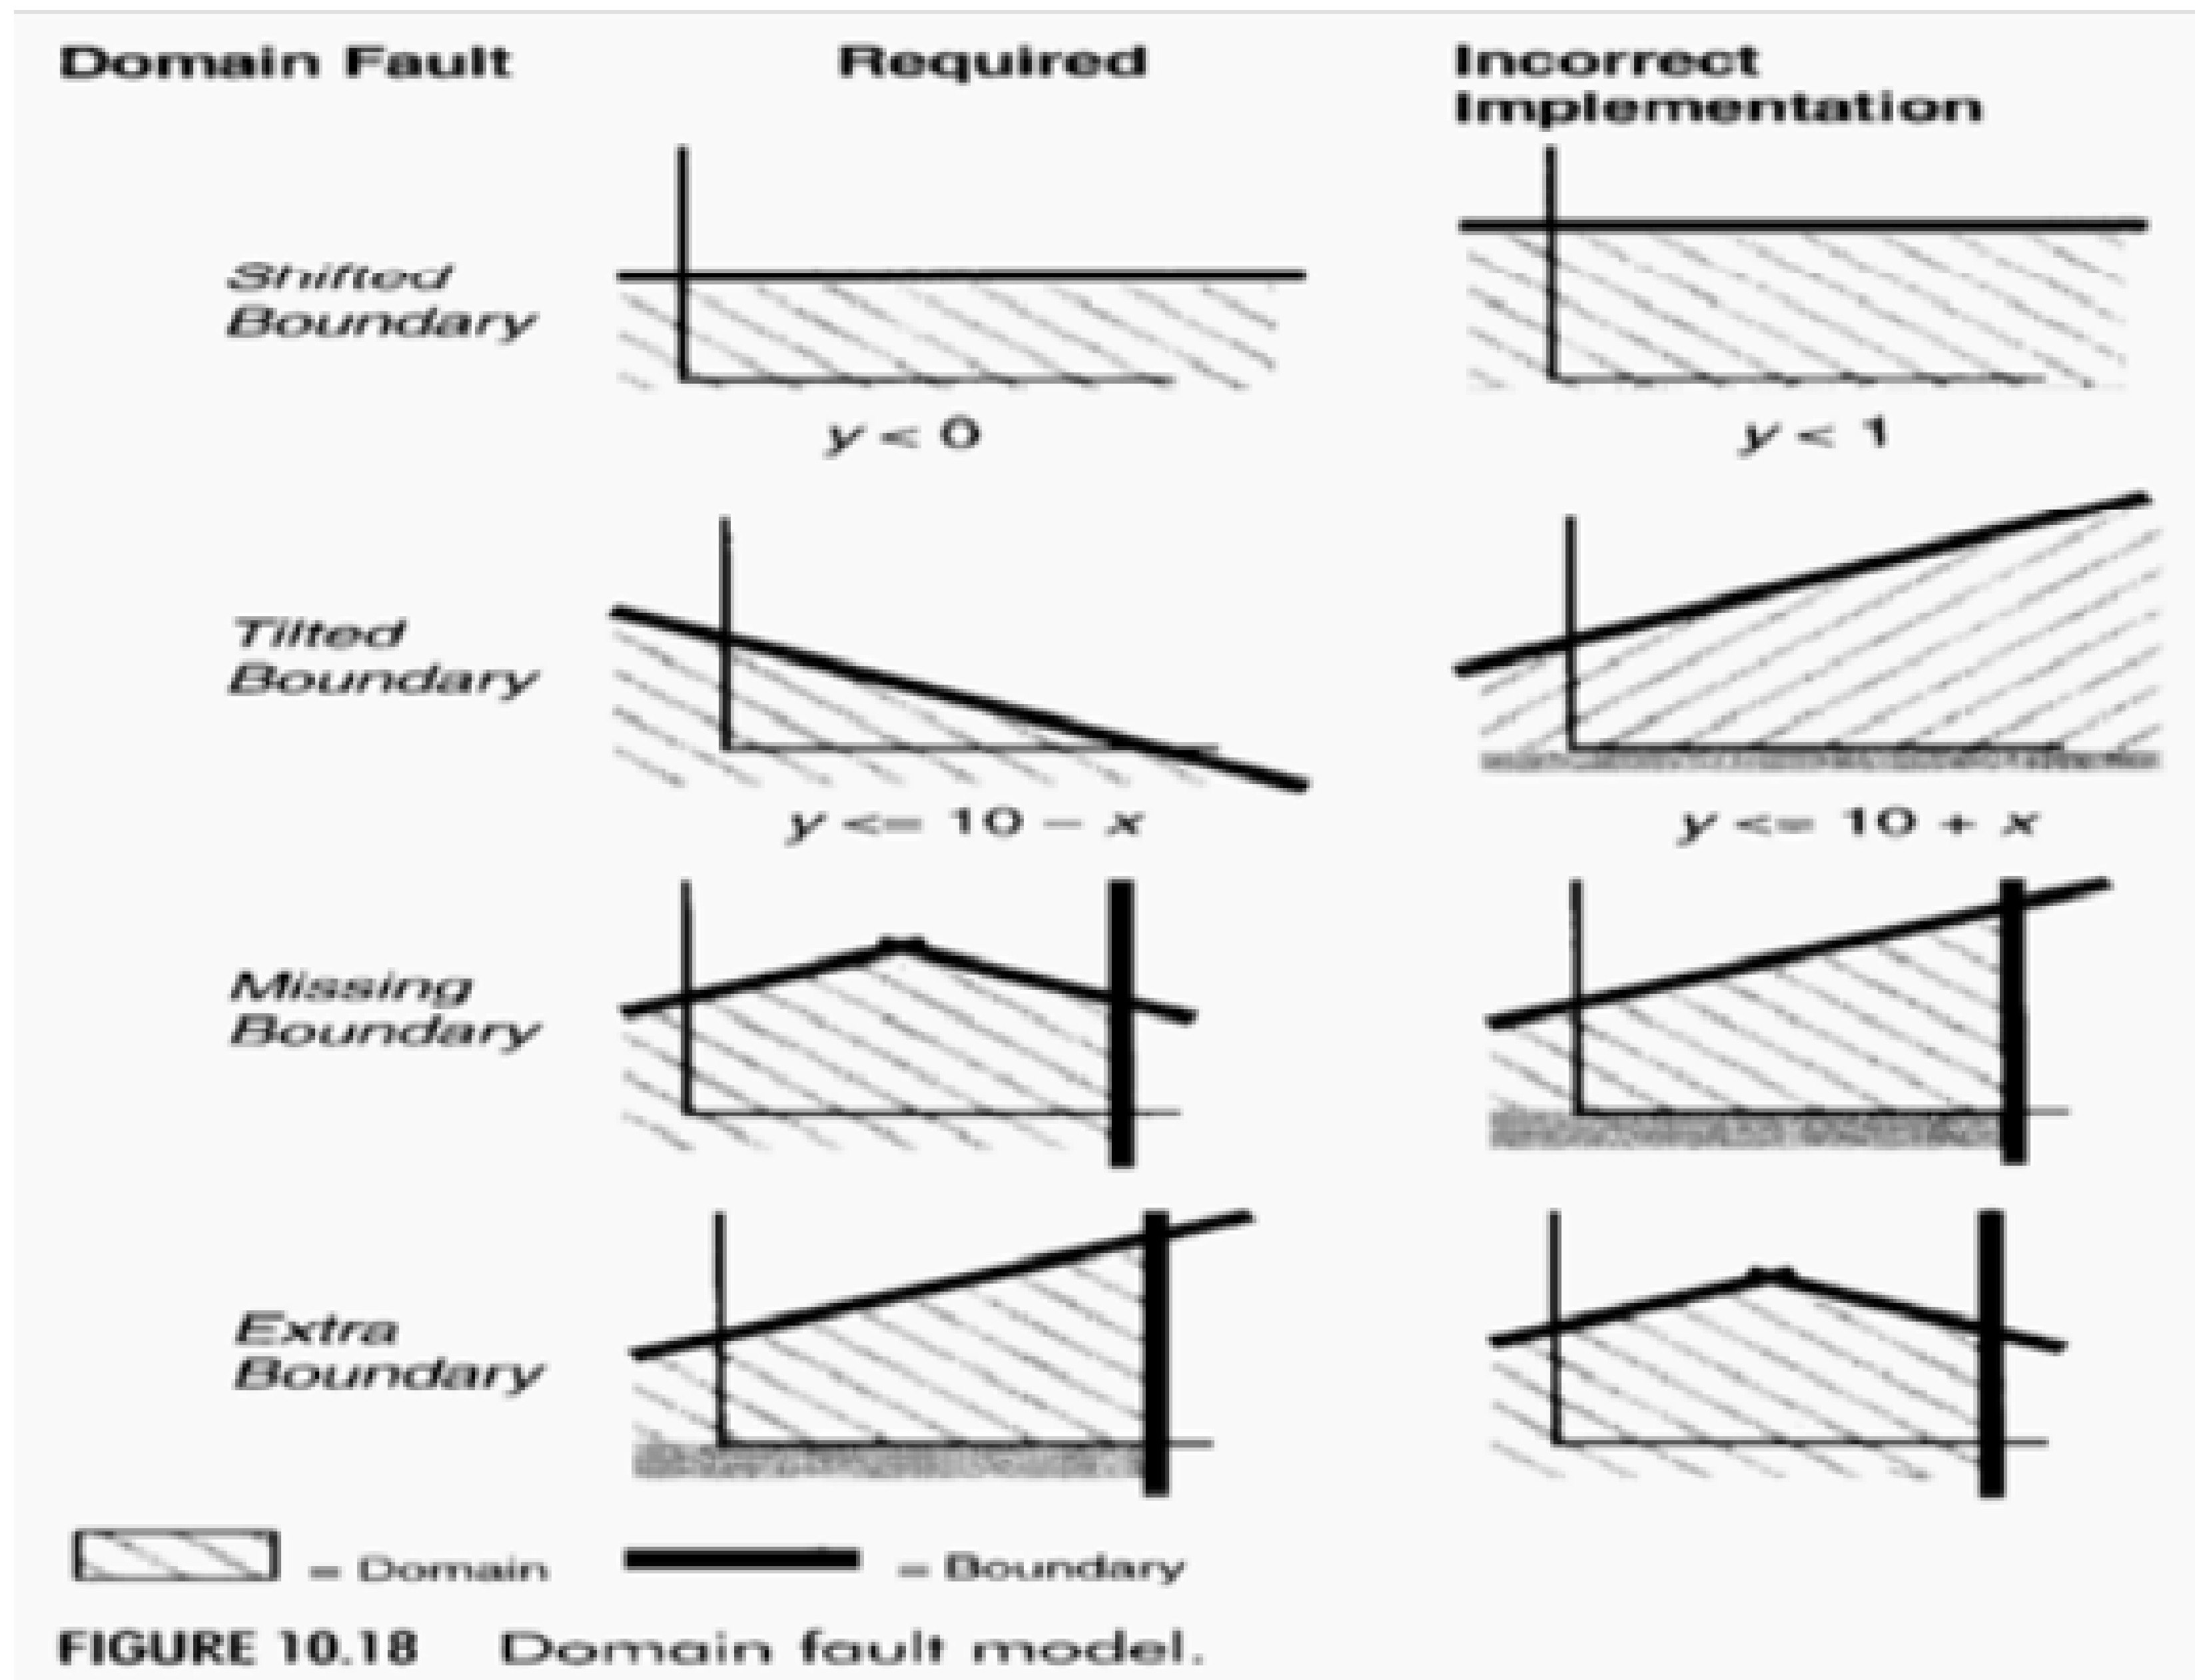 Domain Fault
Required
Incorrect
Implementation
Shifted
Boundary
y < 0
y < 1
Tilted
Boundary
y <= 10 − x
y <= 10 + x
Missing
Boundary
Extra
Boundary
= Domain
= Boundary
FIGURE 10.18 Domain fault model.